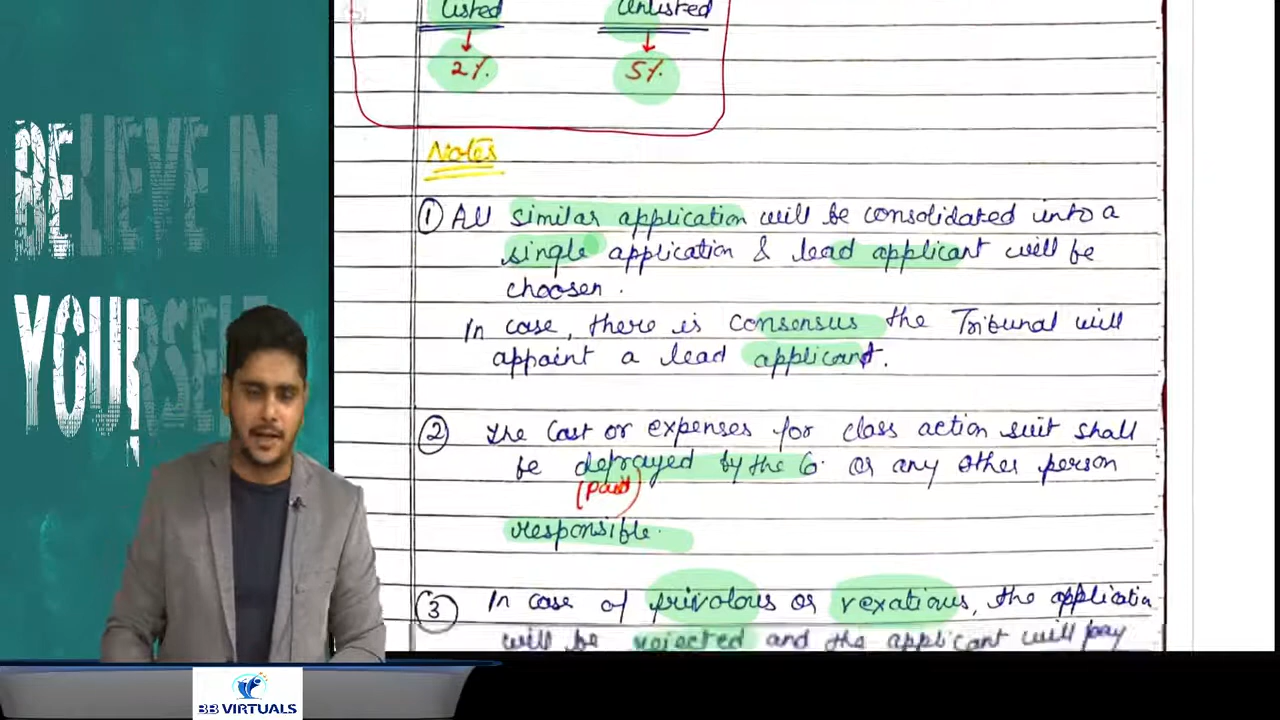 BELIEVE IN
YOURSELF
Listed Unlisted
2%. 5%.
Notes
① All similar application will be consolidated into a
single application & lead applicant will be
choosen.
In case, there is consensus the Tribunal will
appoint a lead applicant.
② The cost or expenses for class action suit shall
be defrayed by the Co. or any other person
(Paid)
responsible.
③ In case of frivolous or vexatious, the application
will be rejected and the applicant will pay
BB VIRTUALS